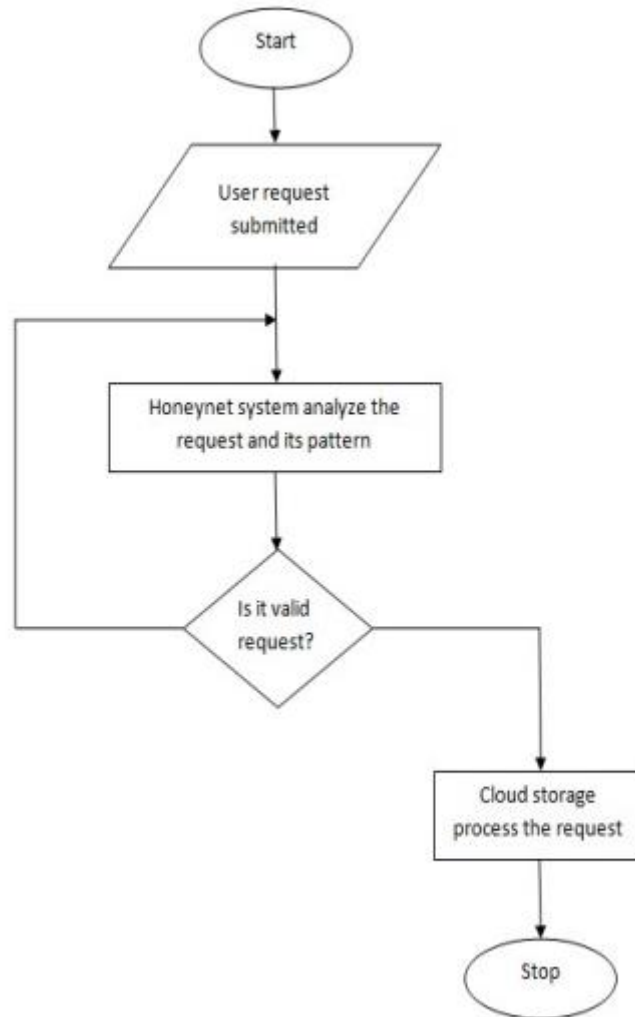 Start
User request
submitted
Honeynet system analyze the
request and its pattern
Is it valid
request?
Cloud storage
process the request
Stop